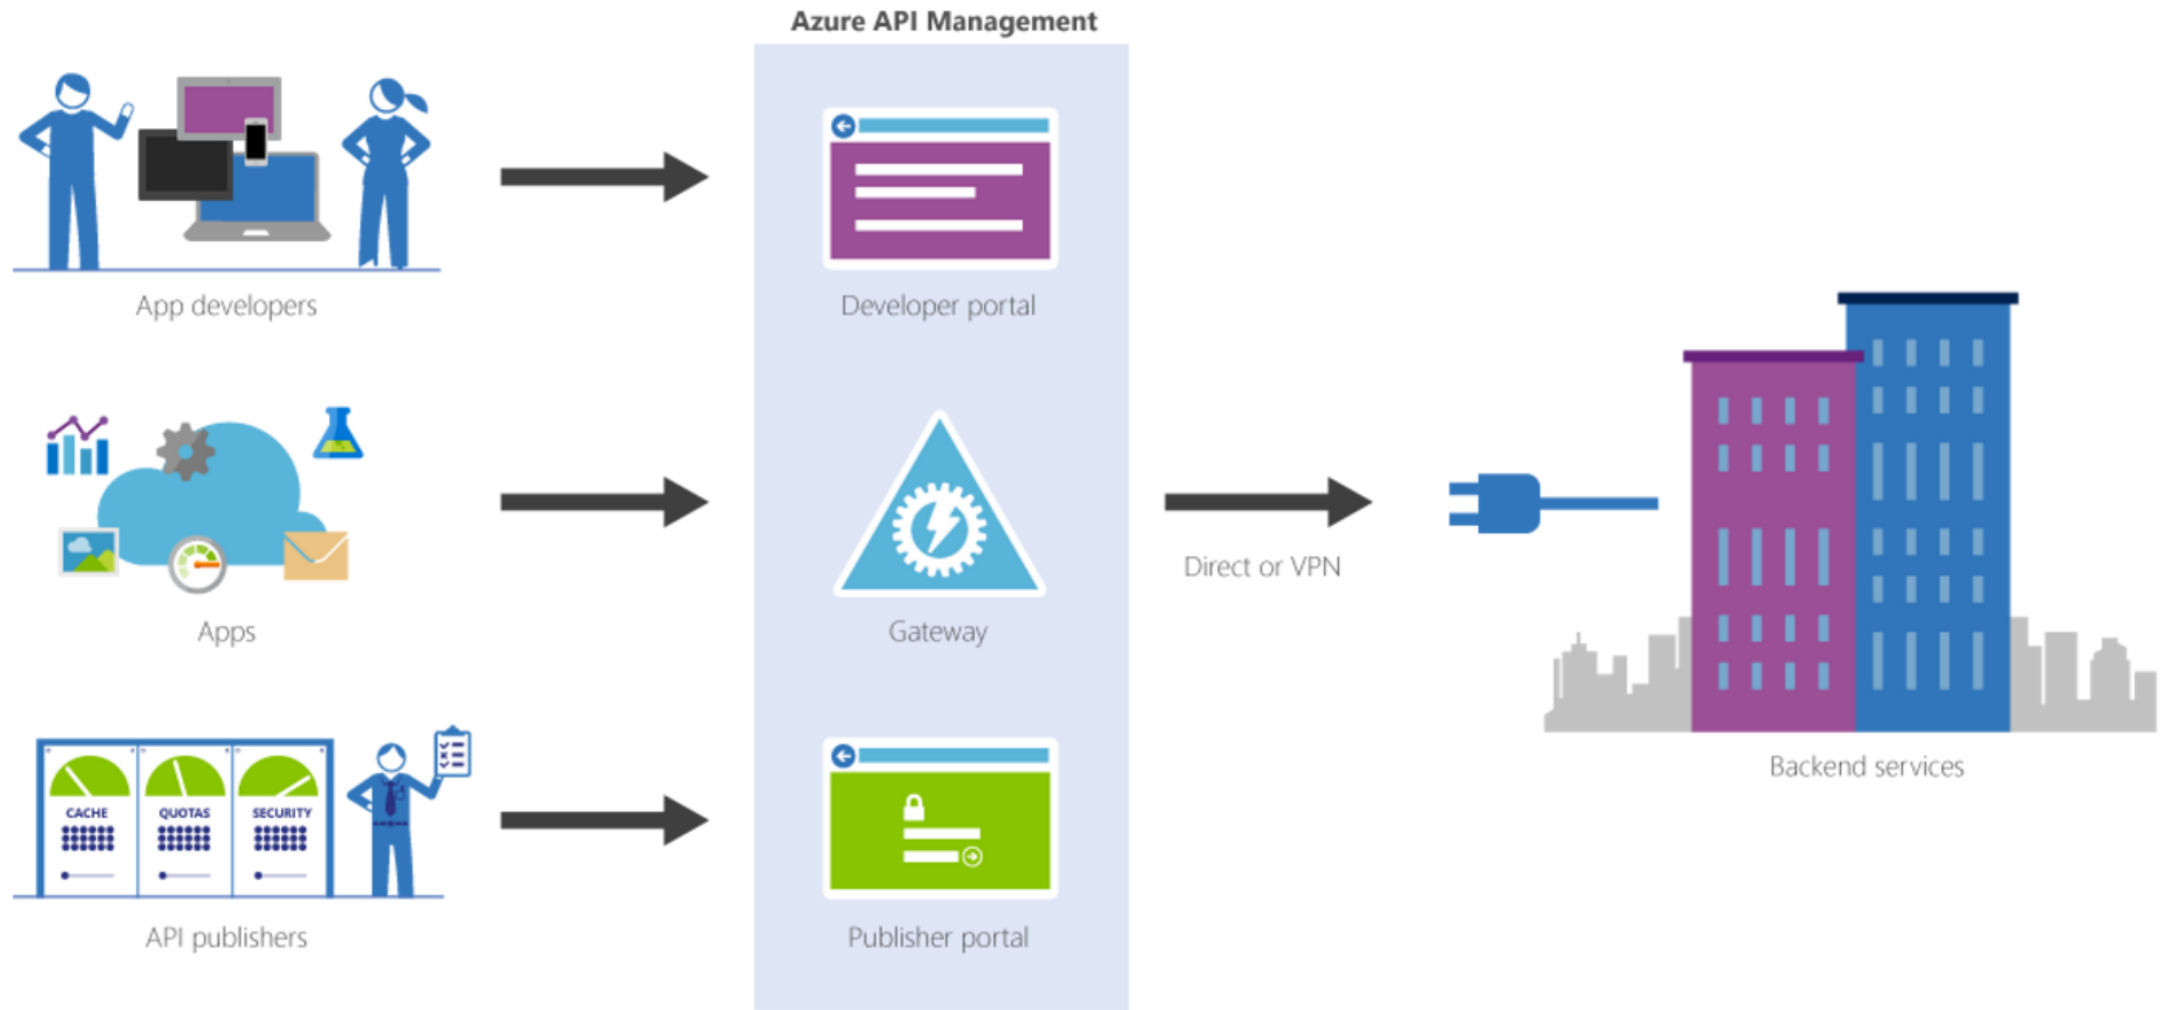 Azure API Management
App developers
Developer portal
Apps
Gateway
Direct or VPN
Backend services
CACHE
QUOTAS
SECURITY
API publishers
Publisher portal